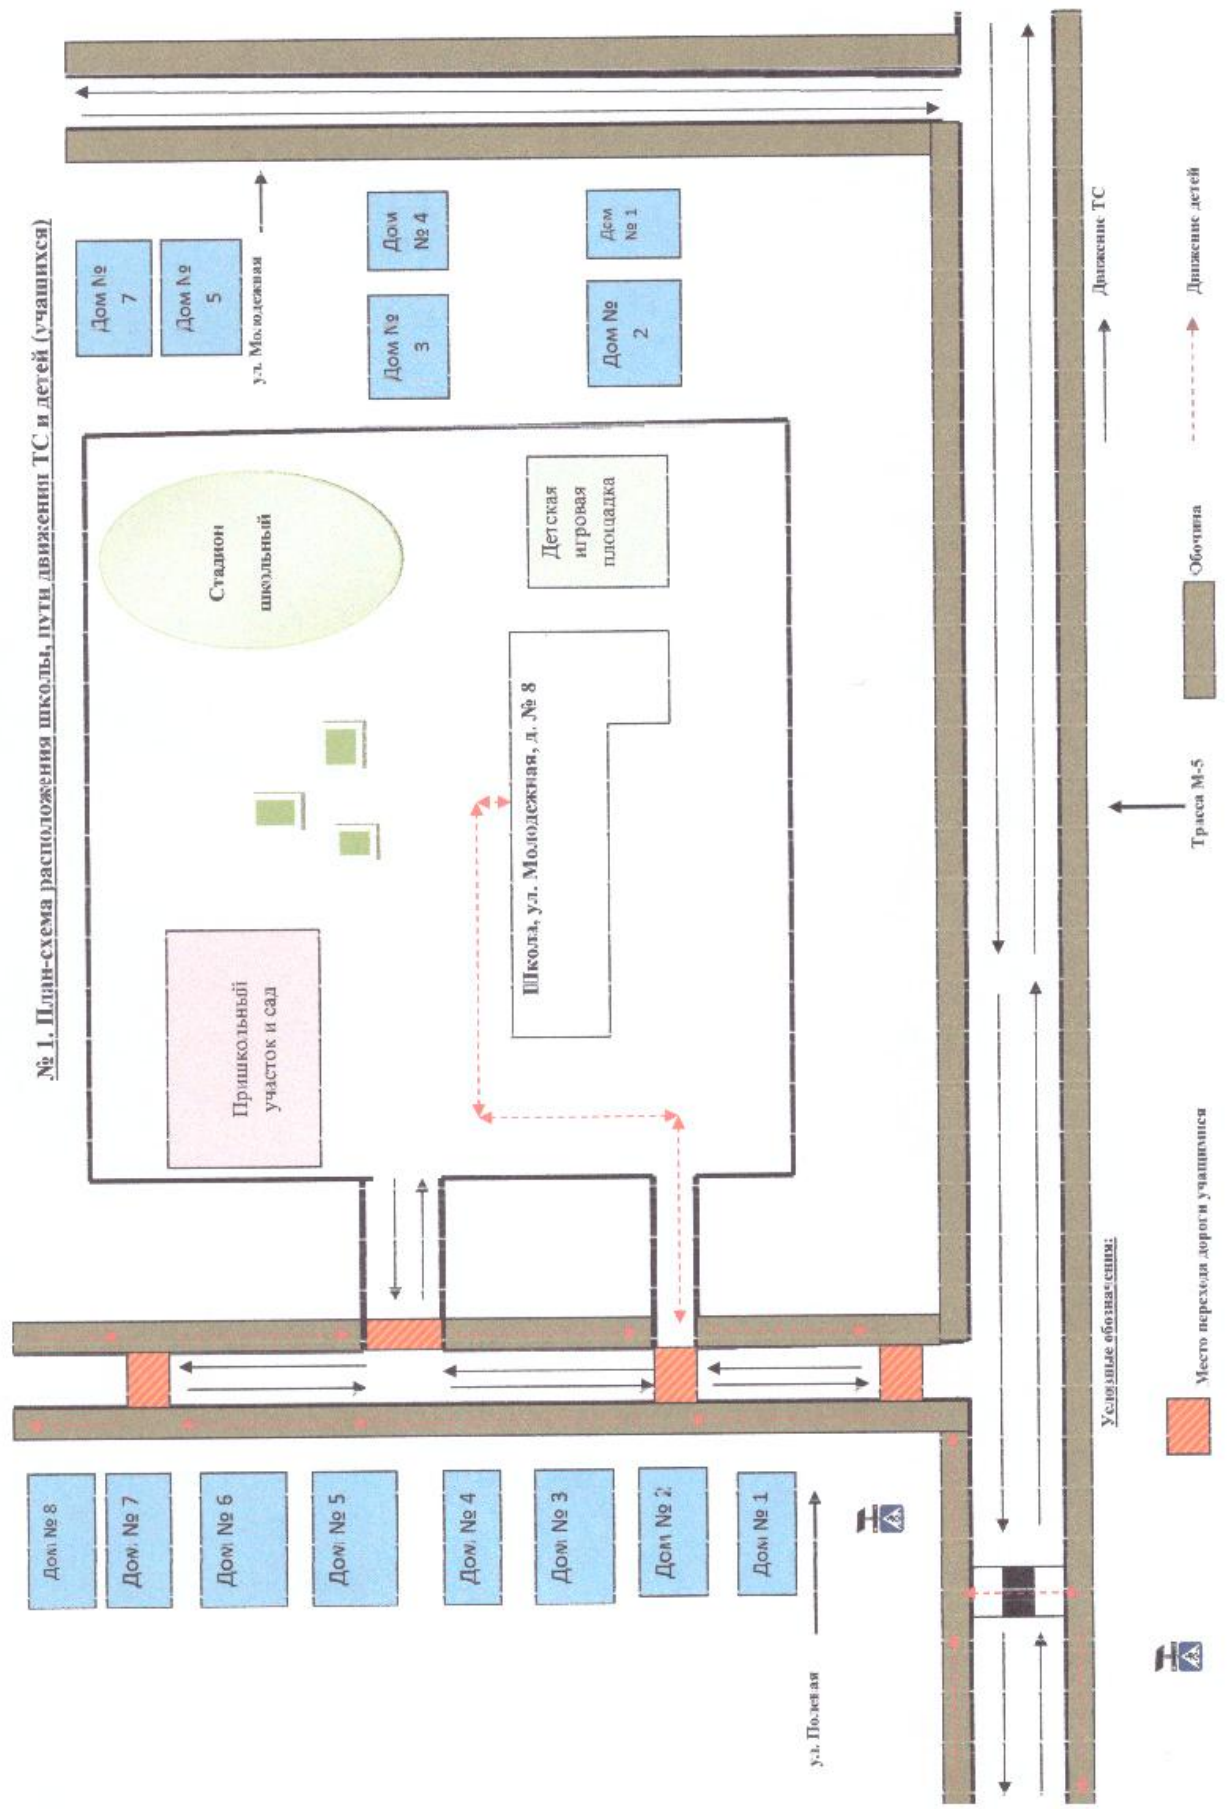 № 1. План-схема расположения школы, пути движения ТС и детей (учащихся)
Дом № 8
Дом № 7
Дом № 6
Дом № 5
Дом № 4
Дом № 3
Дом № 2
Дом № 1
ул. Полевая
Пришкольный
участок и сад
Стадион
школьный
Школа, ул. Молодежная, д. № 8
Детская
игровая
площадка
Дом №
7
Дом №
5
ул. Молодежная
Дом №
3
Дом
№ 4
Дом №
2
Дом
№ 1
Условные обозначения:
Движение ТС
Место перехода дороги учащимися
Трасса М-5
Обочина
Движение детей